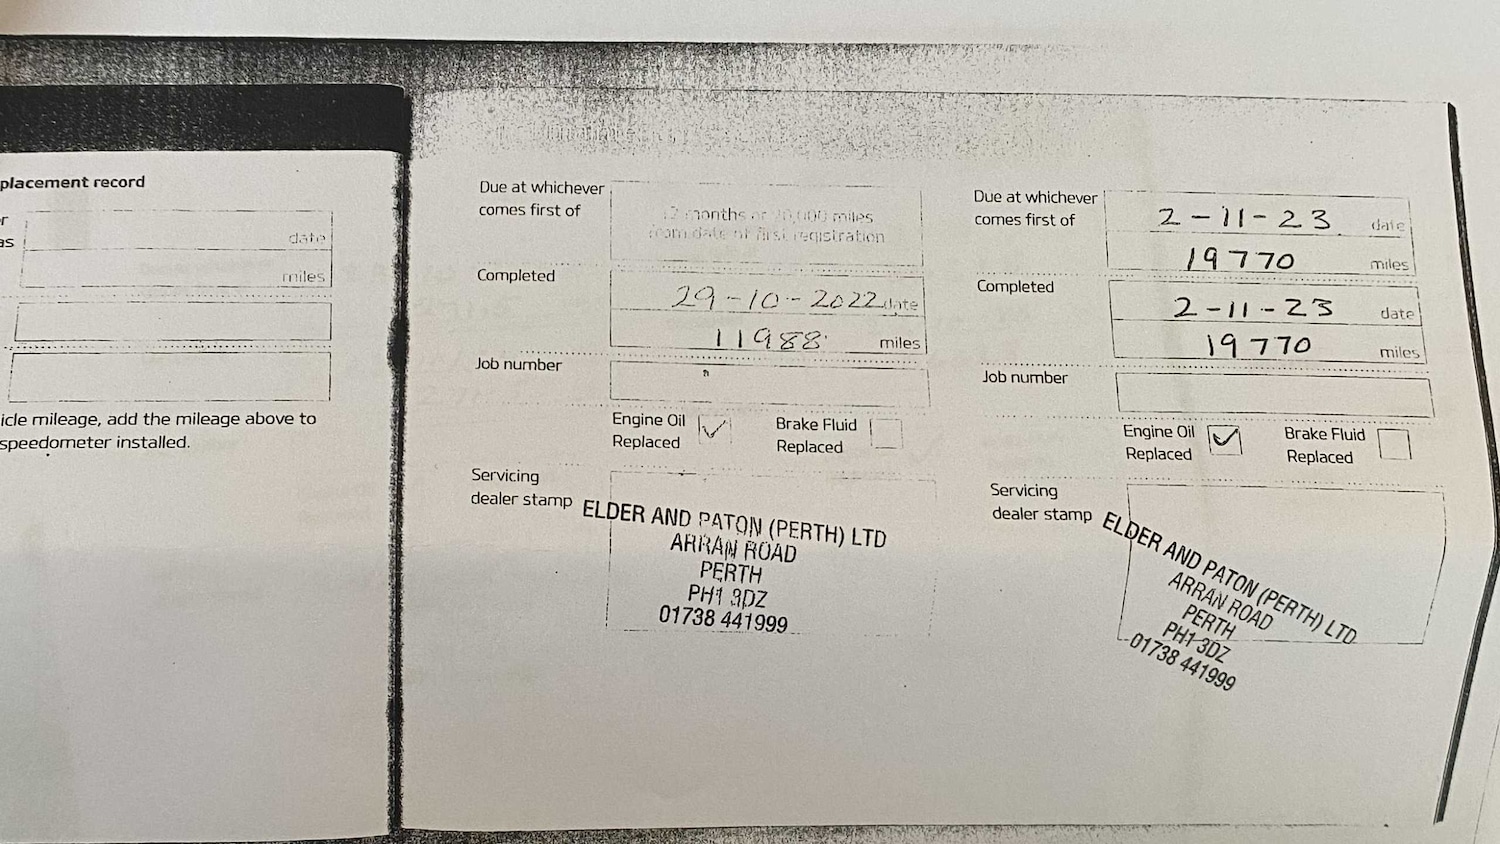 placement record
r
as
date
miles
icle mileage, add the mileage above to
speedometer installed.
Due at whichever
comes first of
12 months or 20,000 miles
from date of first registration
Completed
29-10-2022 date
11988 miles
Job number
Engine Oil
Replaced
Brake Fluid
Replaced
Servicing
dealer stamp
ELDER AND PATON (PERTH) LTD
ARRAN ROAD
PERTH
PH1 3DZ
01738 441999
Due at whichever
comes first of
2-11-23 date
19770 miles
Completed
2-11-23 date
19770 miles
Job number
Engine Oil
Replaced
Brake Fluid
Replaced
Servicing
dealer stamp
ELDER AND PATON (PERTH) LTD
ARRAN ROAD
PERTH
PH1 3DZ
01738 441999